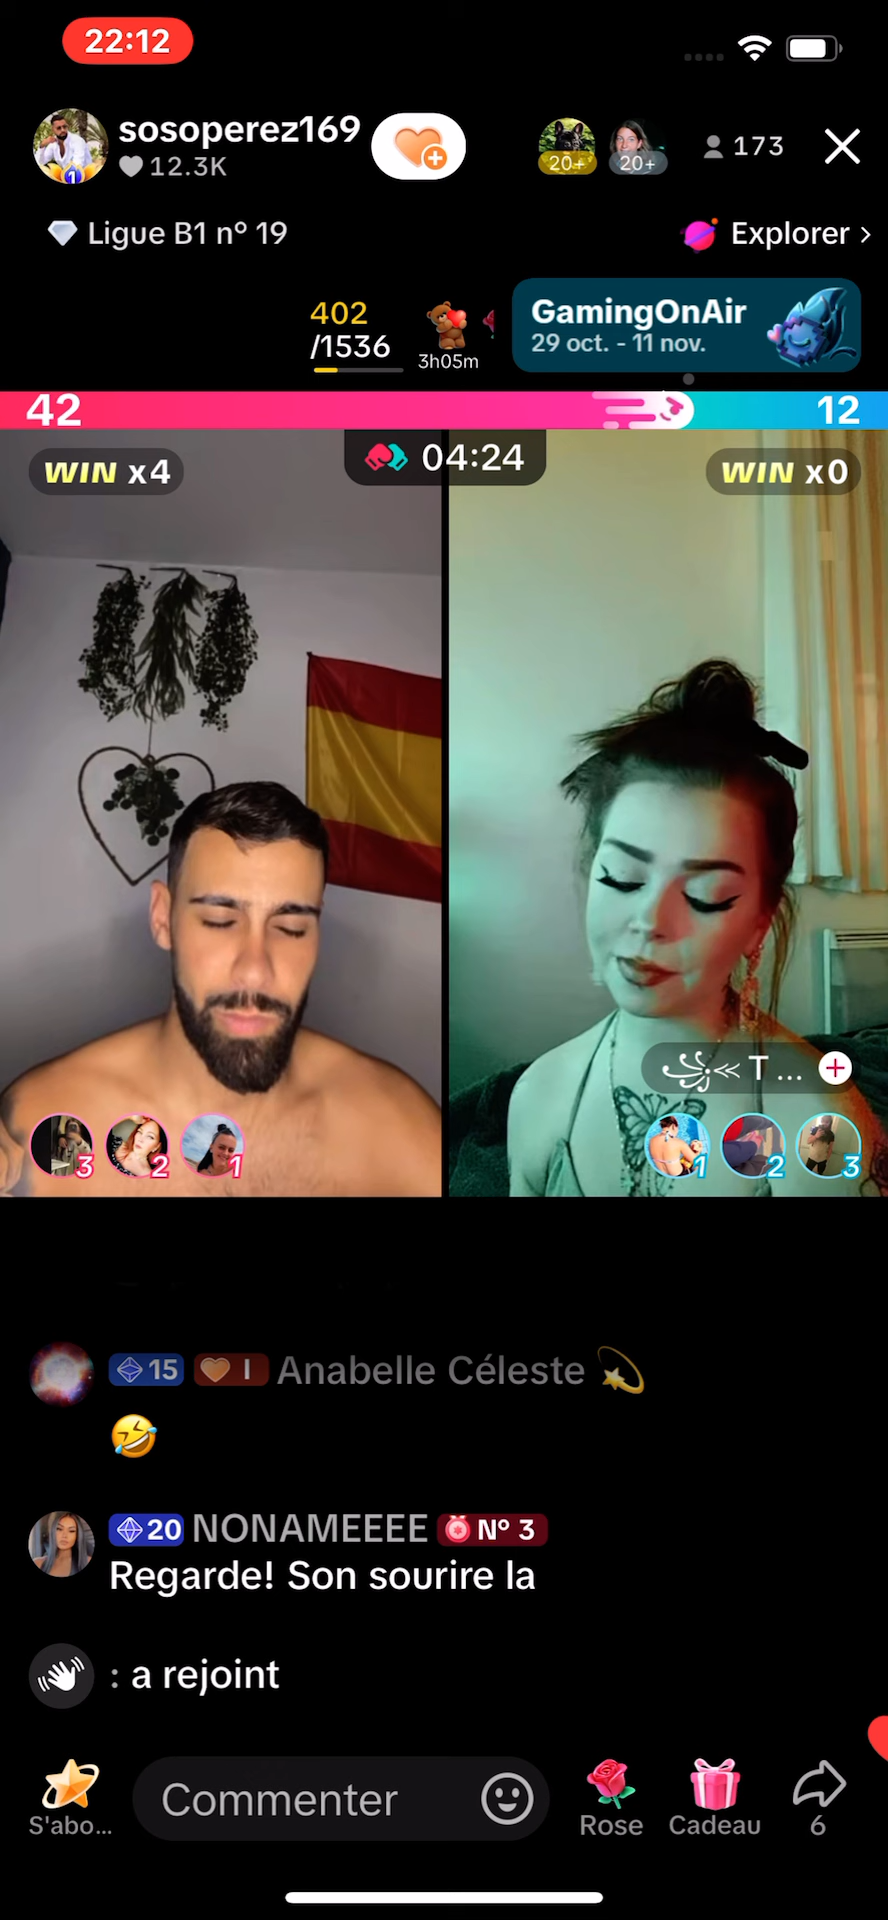 22:12
sosoperez169
12.3K
1
20+
20+
173
Ligue B1 n° 19
Explorer >
402
/1536
3h05m
GamingOnAir
29 oct. - 11 nov.
42
12
WIN x4
04:24
WIN x0
T ...
3
2
1
1
2
3
15
I
Anabelle Céleste
20
NONAMEEEE
N° 3
Regarde! Son sourire la
: a rejoint
S'abo...
Commenter
Rose
Cadeau
6